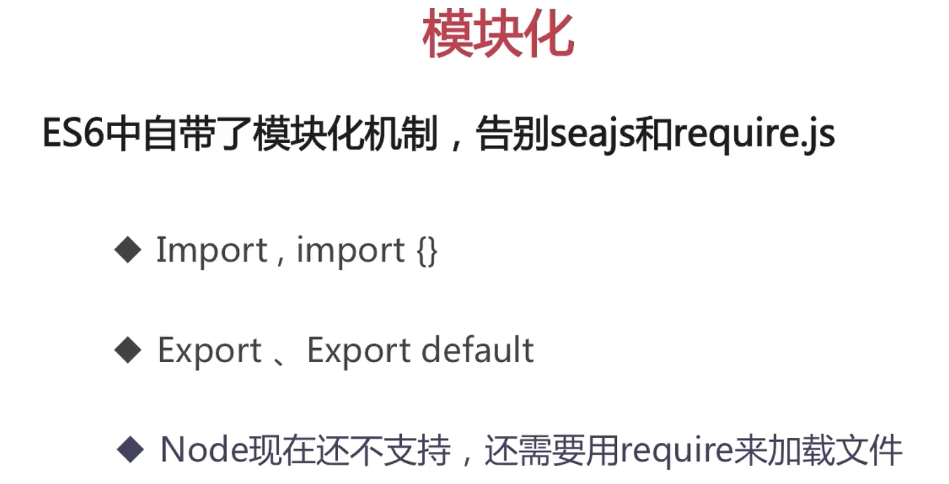 模块化
ES6中自带了模块化机制，告别seajs和require.js
◆ Import , import {}
◆ Export 、Export default
◆ Node现在还不支持，还需要用require来加载文件